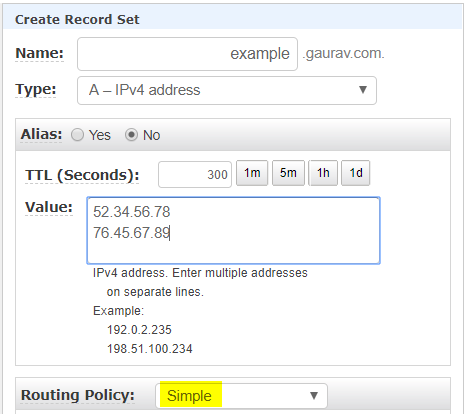 Create Record Set
Name: example .gaurav.com.
Type: A – IPv4 address
Alias: Yes No
TTL (Seconds): 300 1m 5m 1h 1d
Value: 52.34.56.78
76.45.67.89
IPv4 address. Enter multiple addresses
on separate lines.
Example:
192.0.2.235
198.51.100.234
Routing Policy: Simple